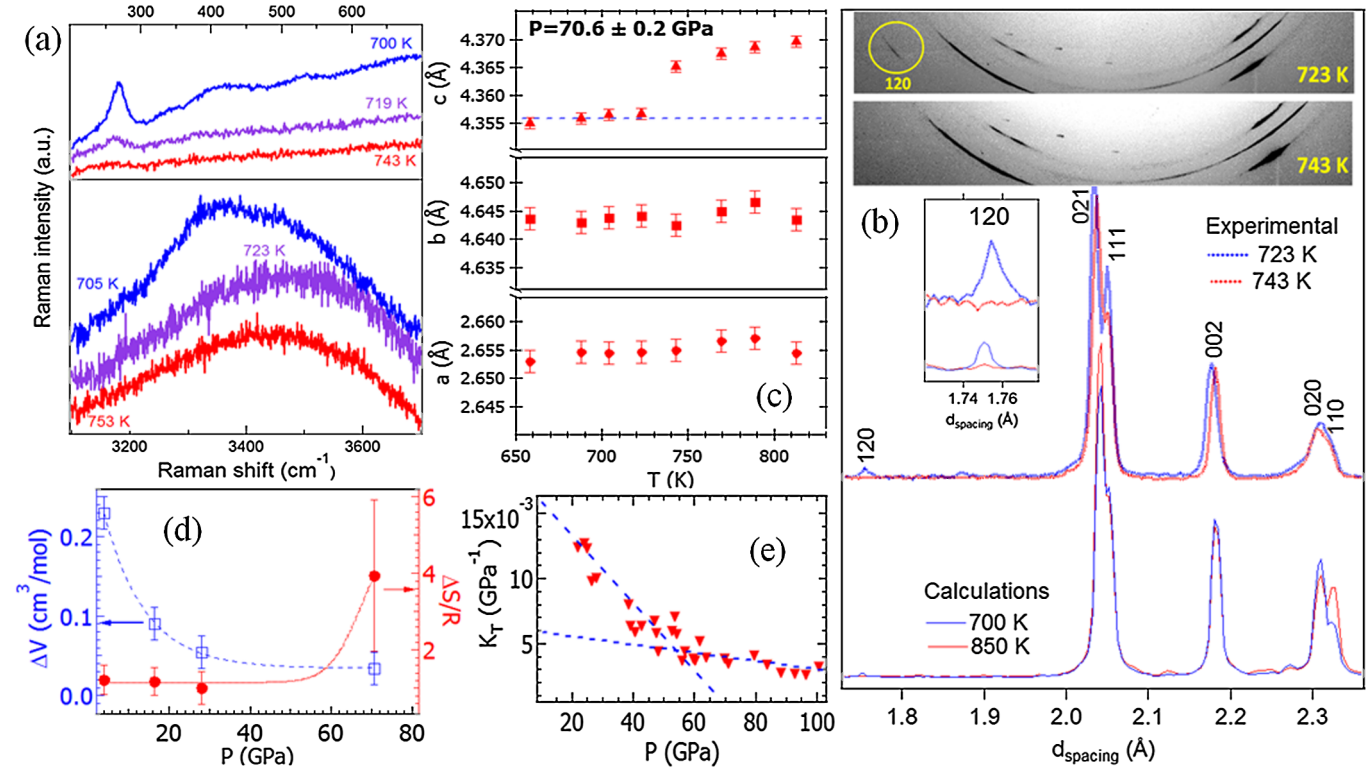 (a)
300 400 500 600
700 K
719 K
743 K
705 K
723 K
753 K
Raman intensity (a.u.)
3200 3400 3600
Raman shift (cm⁻¹)
P=70.6 ± 0.2 GPa
4.370
4.365
4.360
4.355
c (Å)
4.650
4.645
4.640
4.635
b (Å)
2.660
2.655
2.650
2.645
a (Å)
(c)
650 700 750 800
T (K)
120
723 K
743 K
(b)
120
1.74 1.76
dspacing (Å)
021
111
Experimental
723 K
743 K
002
020
110
120
Calculations
700 K
850 K
1.8 1.9 2.0 2.1 2.2 2.3
dspacing (Å)
(d)
0.2
0.1
0.0
ΔV (cm³/mol)
6
4
2
ΔS/R
20 40 60 80
P (GPa)
(e)
15x10⁻³
10
5
K_T (GPa⁻¹)
20 40 60 80 100
P (GPa)